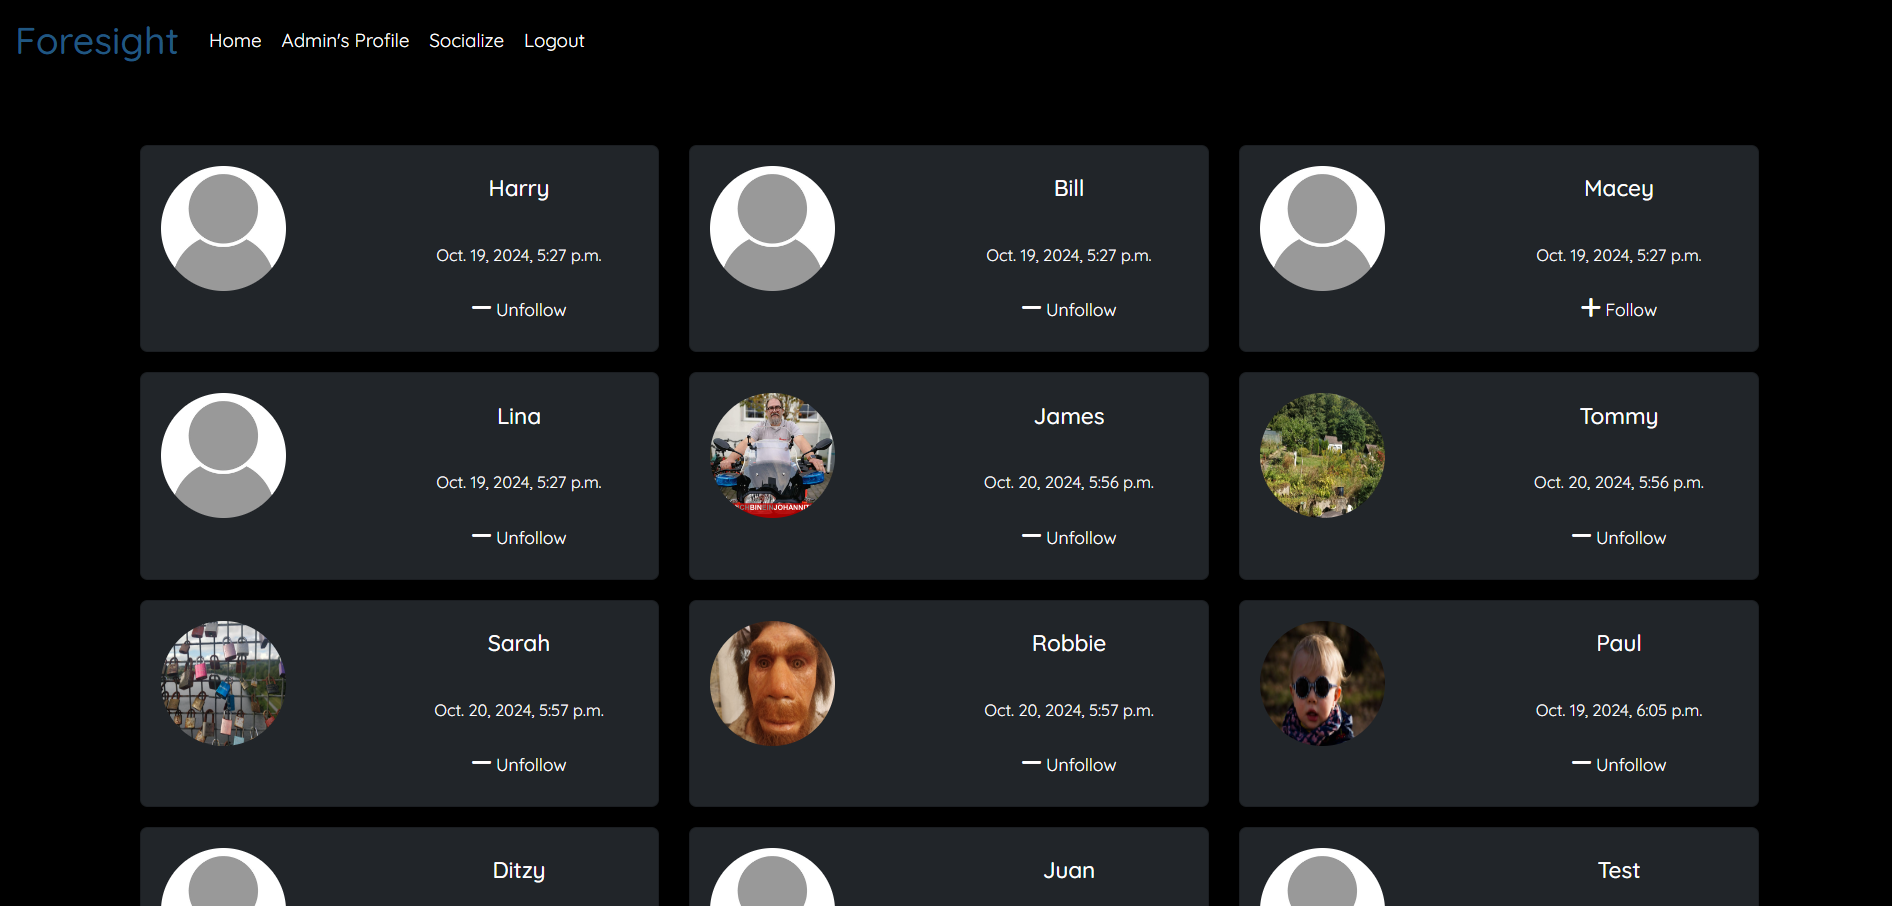 Foresight Home Admin's Profile Socialize Logout
Harry
Oct. 19, 2024, 5:27 p.m.
Unfollow
Bill
Oct. 19, 2024, 5:27 p.m.
Unfollow
Macey
Oct. 19, 2024, 5:27 p.m.
Follow
Lina
Oct. 19, 2024, 5:27 p.m.
Unfollow
BINEINJOHANNIT
James
Oct. 20, 2024, 5:56 p.m.
Unfollow
Tommy
Oct. 20, 2024, 5:56 p.m.
Unfollow
Sarah
Oct. 20, 2024, 5:57 p.m.
Unfollow
Robbie
Oct. 20, 2024, 5:57 p.m.
Unfollow
Paul
Oct. 19, 2024, 6:05 p.m.
Unfollow
Ditzy
Juan
Test